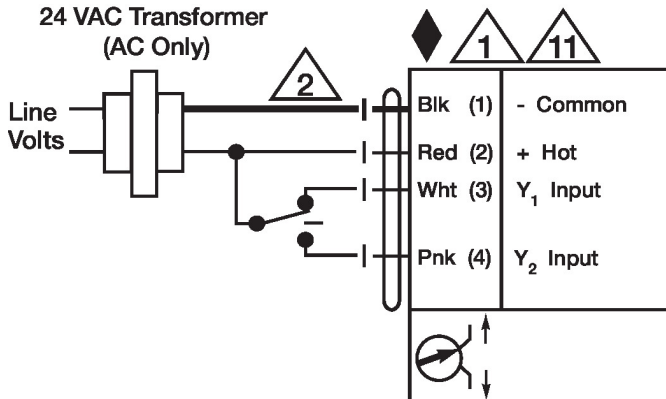 24 VAC Transformer
(AC Only)
1
11
2
Line
Volts
Blk (1) - Common
Red (2) + Hot
Wht (3) Y1 Input
Pnk (4) Y2 Input